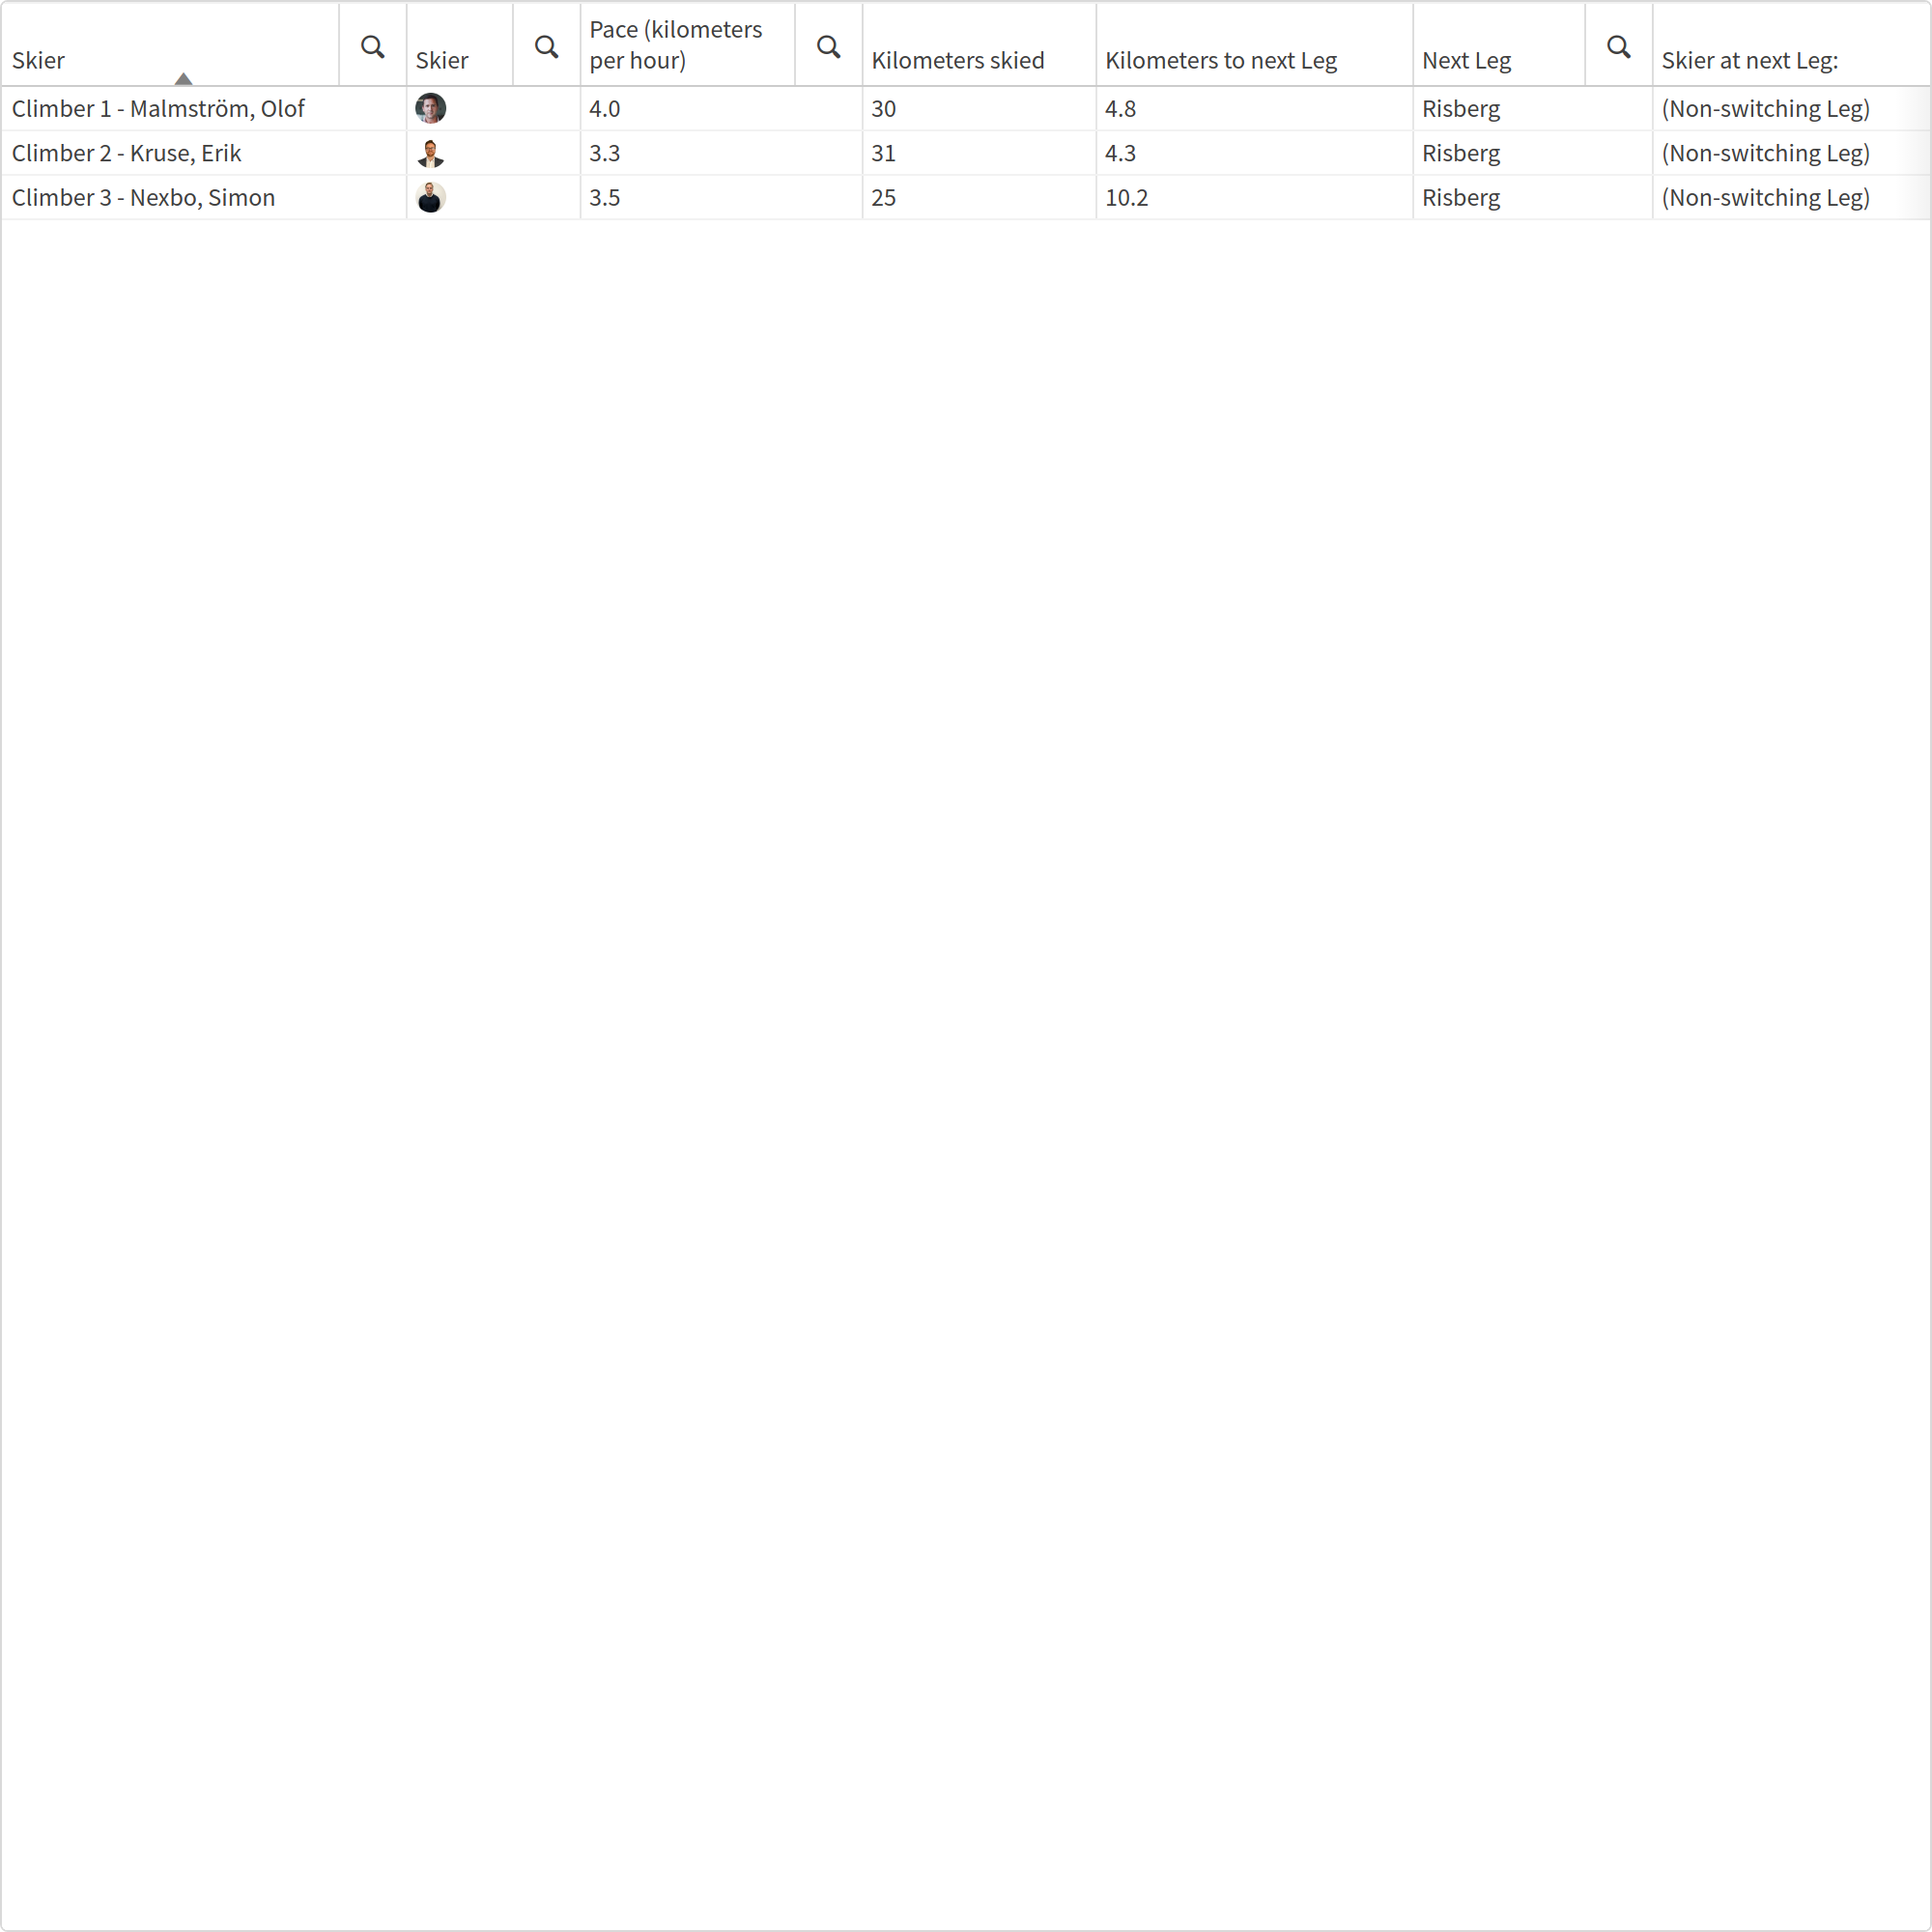 Skier
Skier
Pace (kilometers
per hour)
Kilometers skied
Kilometers to next Leg
Next Leg
Skier at next Leg:
Climber 1 - Malmström, Olof 4.0 30 4.8 Risberg (Non-switching Leg)
Climber 2 - Kruse, Erik 3.3 31 4.3 Risberg (Non-switching Leg)
Climber 3 - Nexbo, Simon 3.5 25 10.2 Risberg (Non-switching Leg)